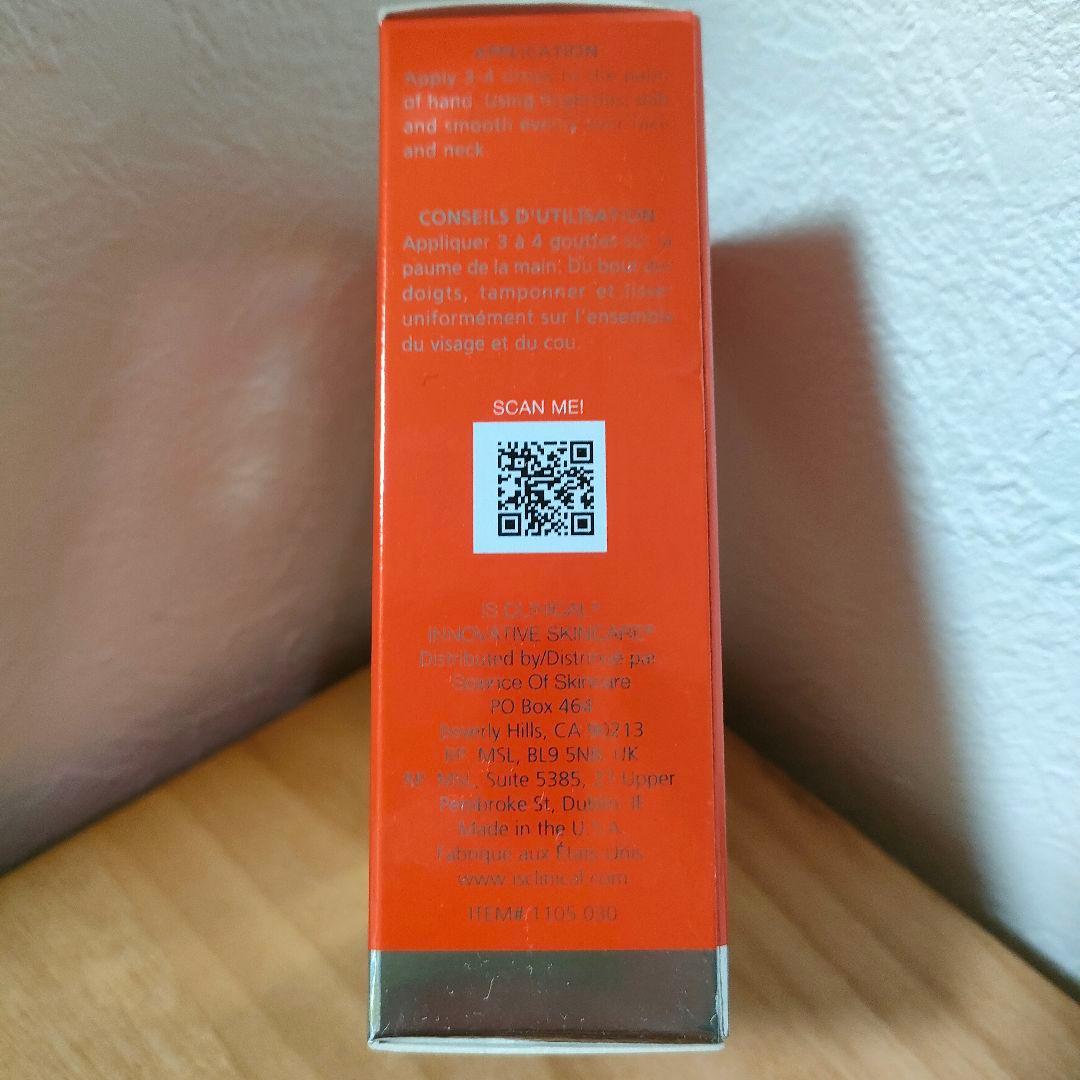 APPLICATION
Apply 3-4 drops to the palm
of hand. Using fingertips, dab
and smooth evenly over face
and neck.
CONSEILS D'UTILISATION
Appliquer 3 à 4 gouttes sur la
paume de la main. Du bout des
doigts, tamponner et lisser
uniformément sur l'ensemble
du visage et du cou.
SCAN ME!
IS CLINICAL®
INNOVATIVE SKINCARE®
Distributed by/Distribué par
Science Of Skincare
PO Box 464
Beverly Hills, CA 90213
RP: MSL, BL9 5NB, UK
MSL, Suite 5385, 27 Upper
Pembroke St, Dublin, IE
Made in the U.S.A.
Fabriqué aux États-Unis
www.isclinical.com
ITEM# 1105.030